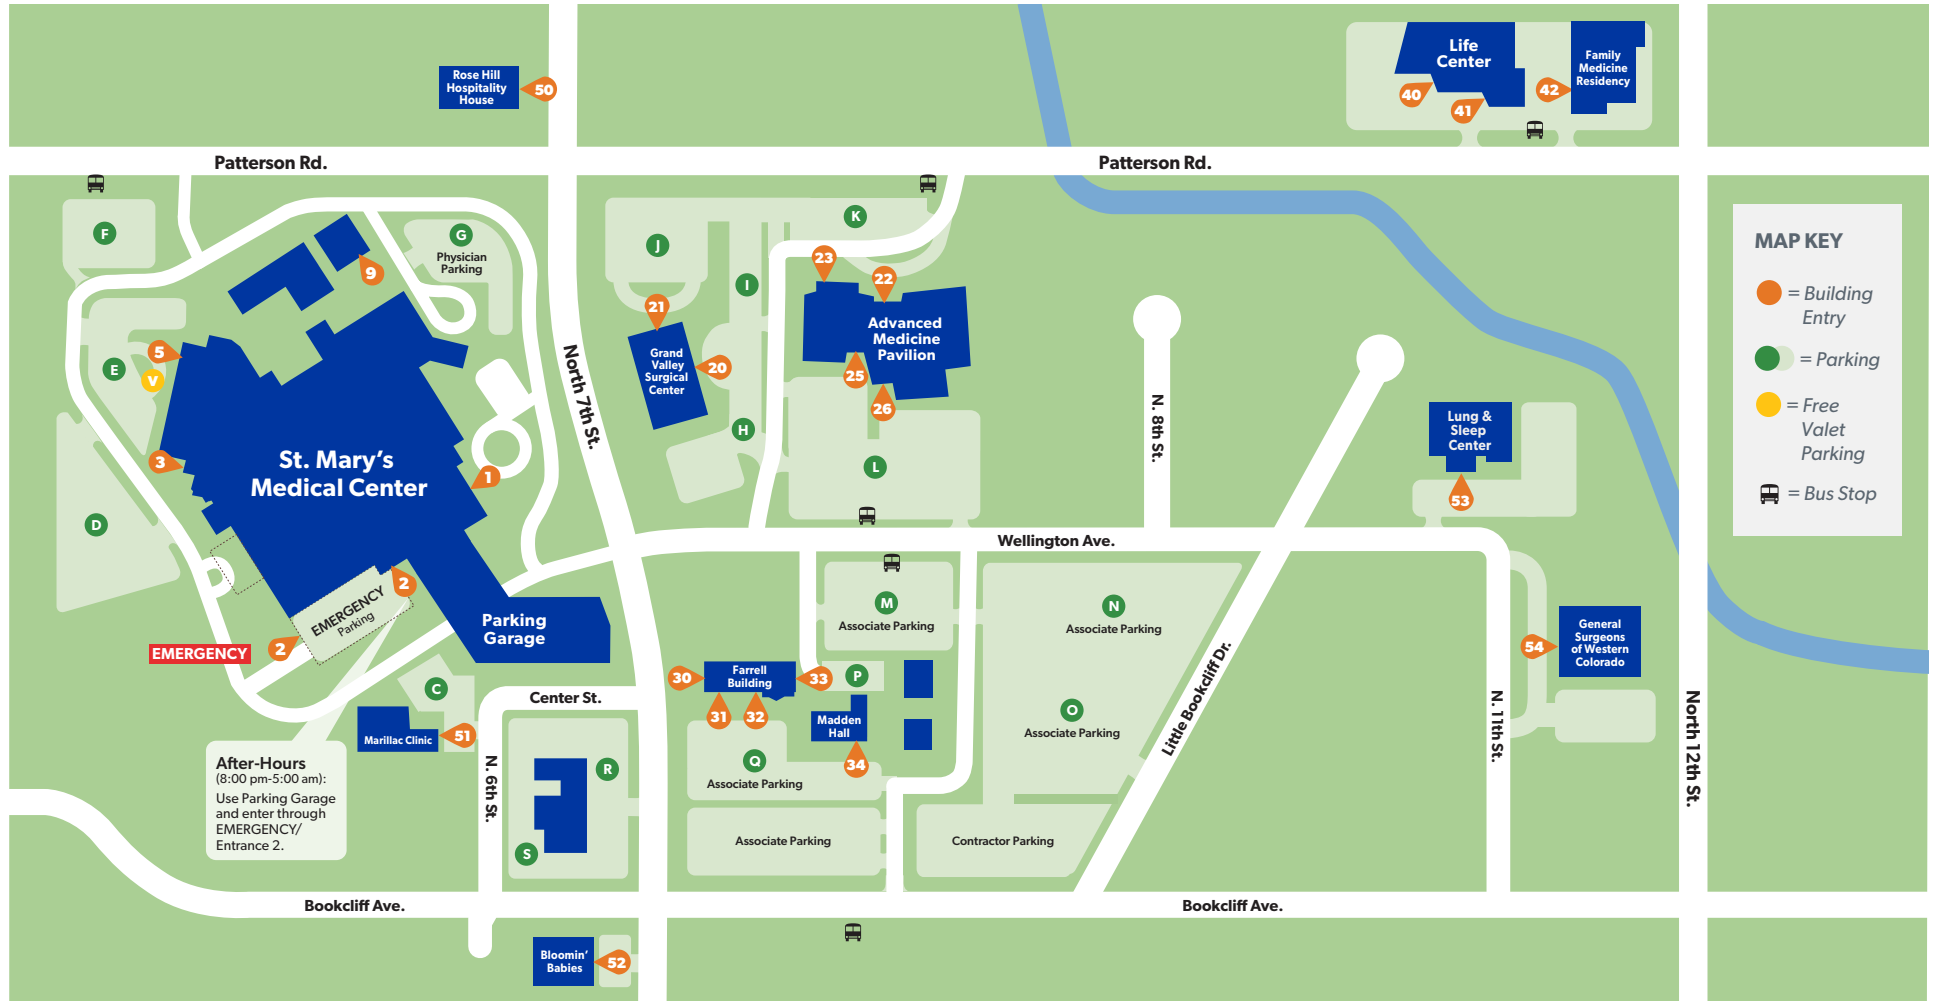 Rose Hill
Hospitality
House
50
Life
Center
Family
Medicine
Residency
40
41
42
Patterson Rd.
Patterson Rd.
F
G
Physician
Parking
9
J
K
I
23
22
21
Grand
Valley
Surgical
Center
20
Advanced
Medicine
Pavilion
25
26
H
L
MAP KEY
= Building
Entry
= Parking
= Free
Valet
Parking
= Bus Stop
5
E
V
3
D
St. Mary's
Medical Center
1
North 7th St.
N. 8th St.
Lung &
Sleep
Center
53
Wellington Ave.
2
EMERGENCY
Parking
2
EMERGENCY
Parking
Garage
M
Associate Parking
N
Associate Parking
General
Surgeons
of Western
Colorado
54
C
Marillac Clinic
51
Center St.
30
Farrell
Building
33
31
32
P
Madden
Hall
34
O
Associate Parking
Little Bookcliff Dr.
N. 11th St.
North 12th St.
After-Hours
(8:00 pm-5:00 am):
Use Parking Garage
and enter through
EMERGENCY/
Entrance 2.
N. 6th St.
R
S
Q
Associate Parking
Associate Parking
Contractor Parking
Bookcliff Ave.
Bookcliff Ave.
Bloomin'
Babies
52